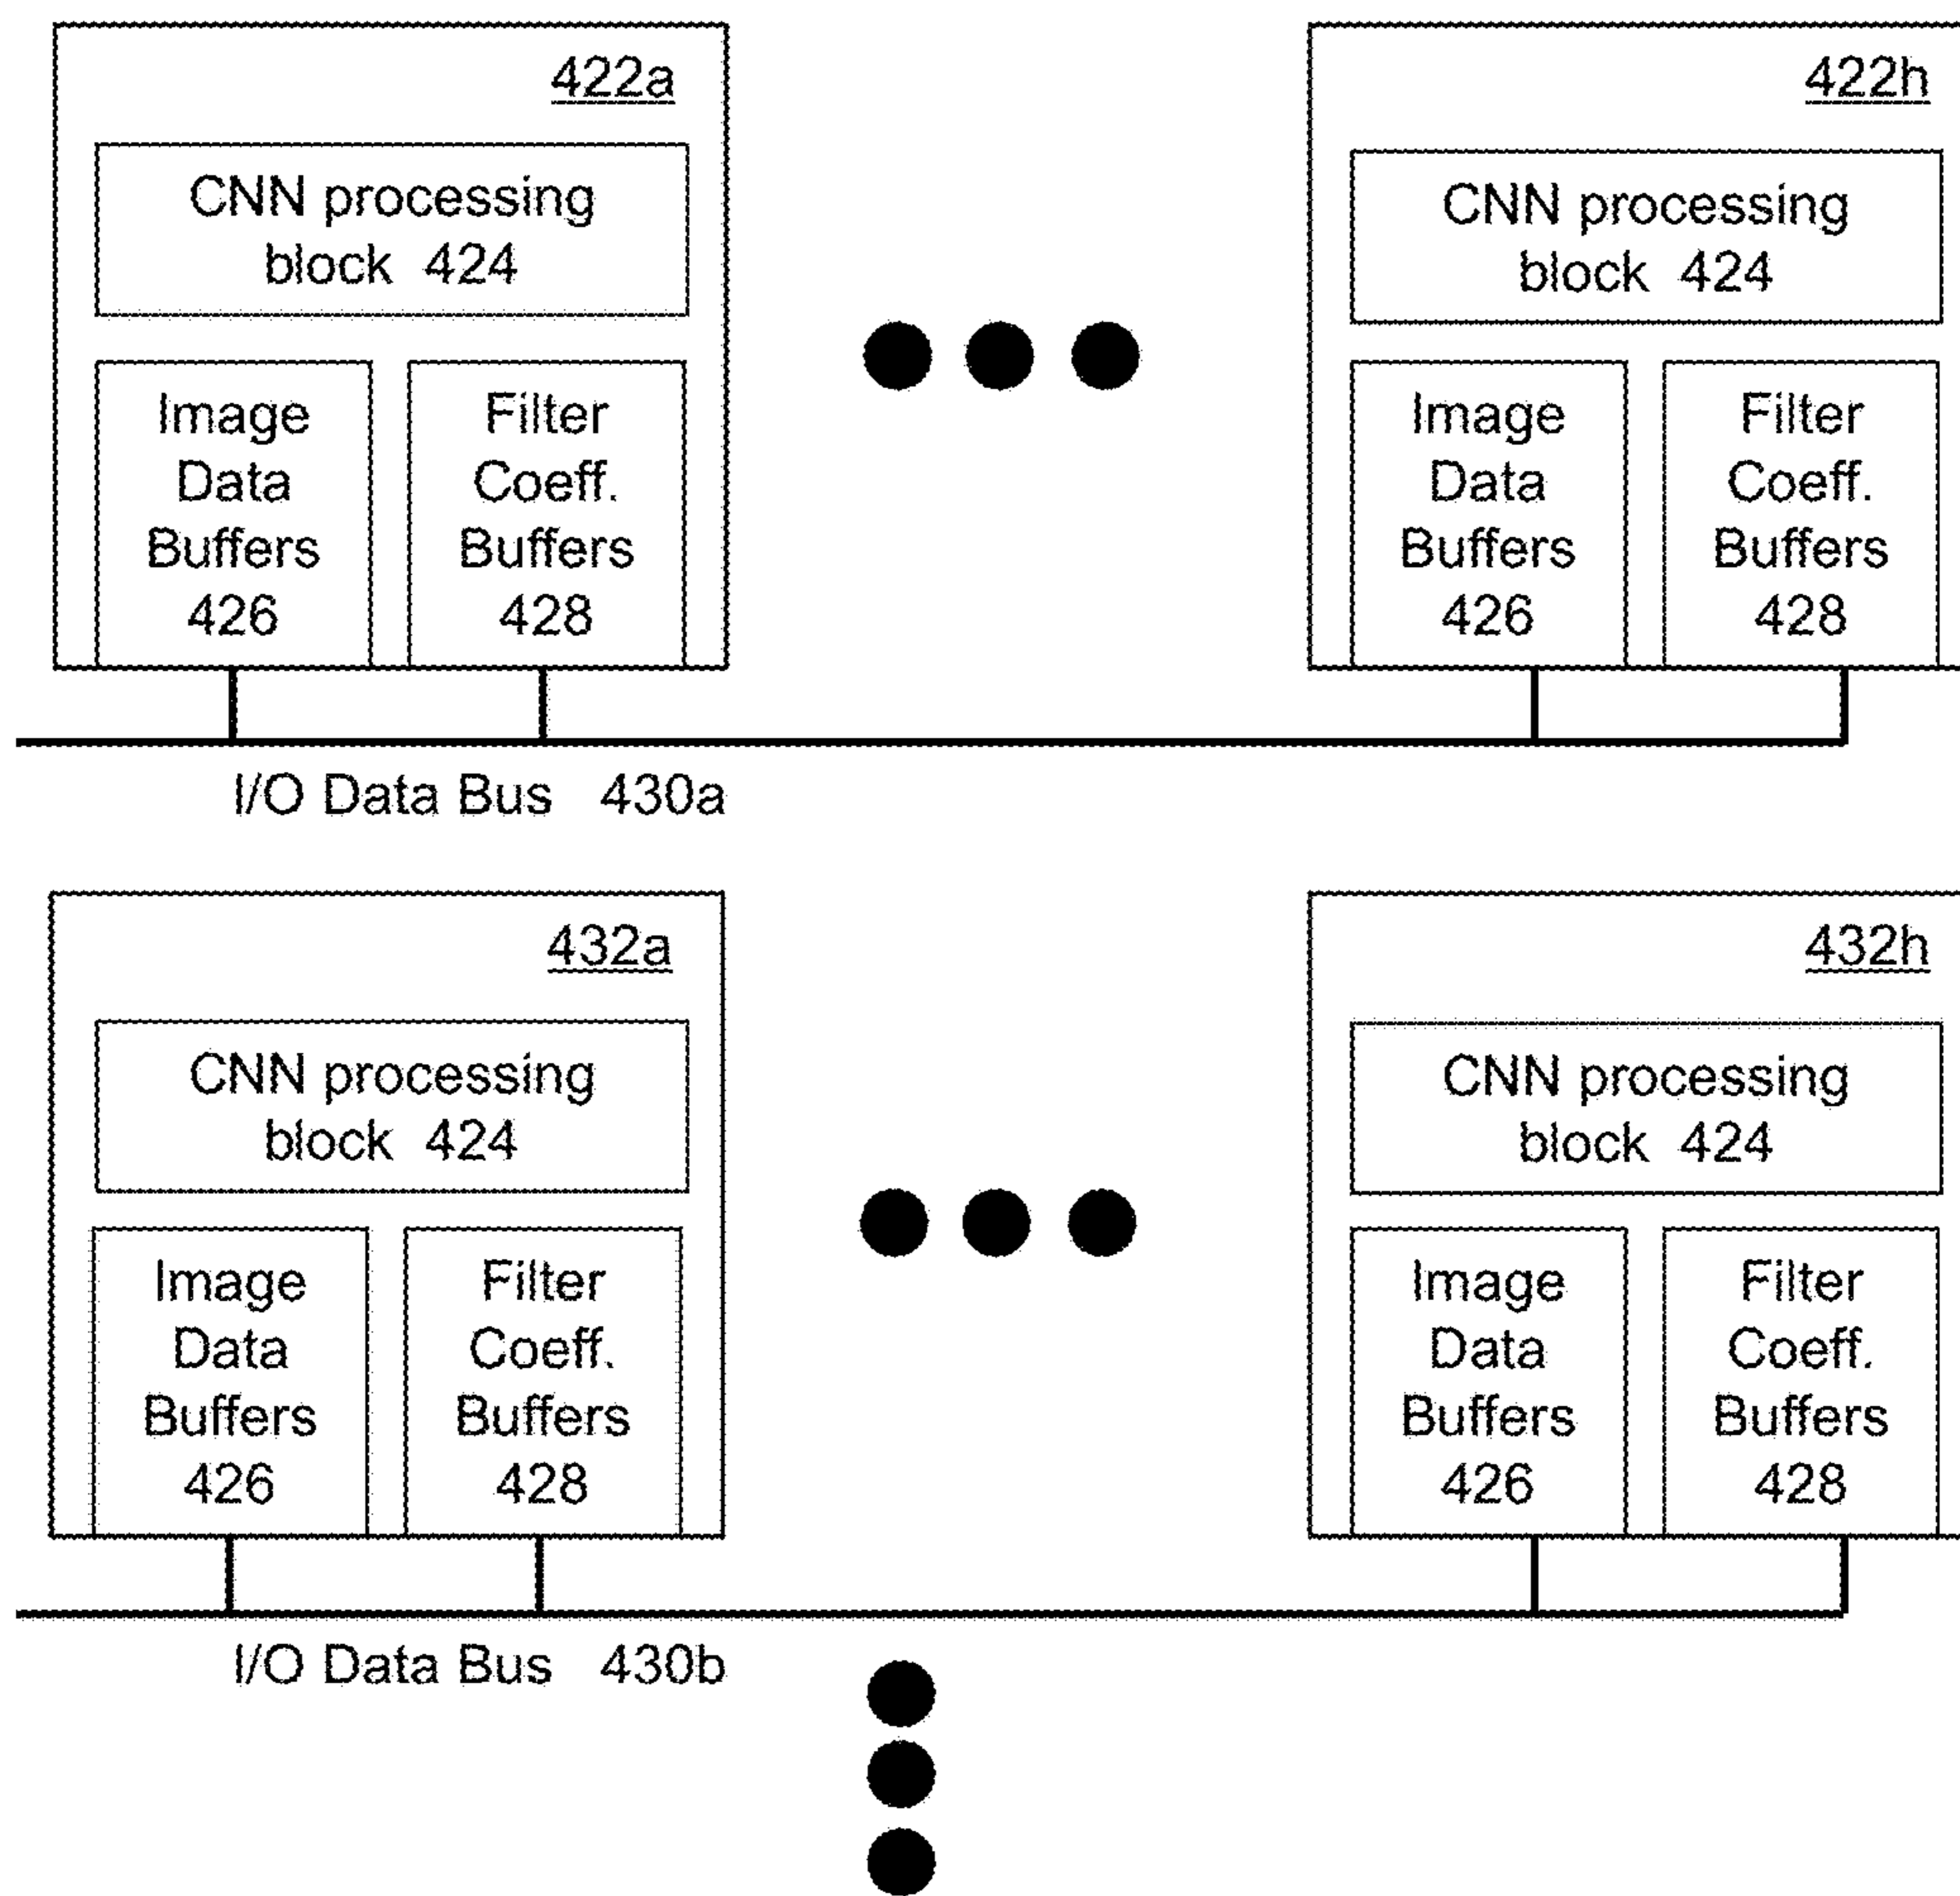 422a
CNN processing
block 424
Image
Data
Buffers
426
Filter
Coeff.
Buffers
428
422h
CNN processing
block 424
Image
Data
Buffers
426
Filter
Coeff.
Buffers
428
I/O Data Bus 430a
432a
CNN processing
block 424
Image
Data
Buffers
426
Filter
Coeff.
Buffers
428
432h
CNN processing
block 424
Image
Data
Buffers
426
Filter
Coeff.
Buffers
428
I/O Data Bus 430b